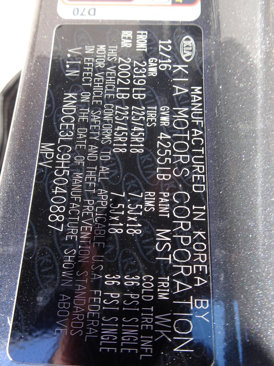 D70
KIA
MANUFACTURED IN KOREA BY
KIA MOTORS CORPORATION
12/16 GVWR 4255LB PAINT MST TRIM WK
GAWR TIRES RIMS COLD TIRE INFL
FRONT 2319LB 225/45R18 7.5Jx18 36 PSI SINGLE
REAR 2002LB 225/45R18 7.5Jx18 36 PSI SINGLE
THIS VEHICLE CONFORMS TO ALL APPLICABLE U.S.A. FEDERAL
MOTOR VEHICLE SAFETY AND THEFT PREVENTION STANDARDS
IN EFFECT ON THE DATE OF MANUFACTURE SHOWN ABOVE.
V.I.N. KNDCE3LC9H5040887
MPV